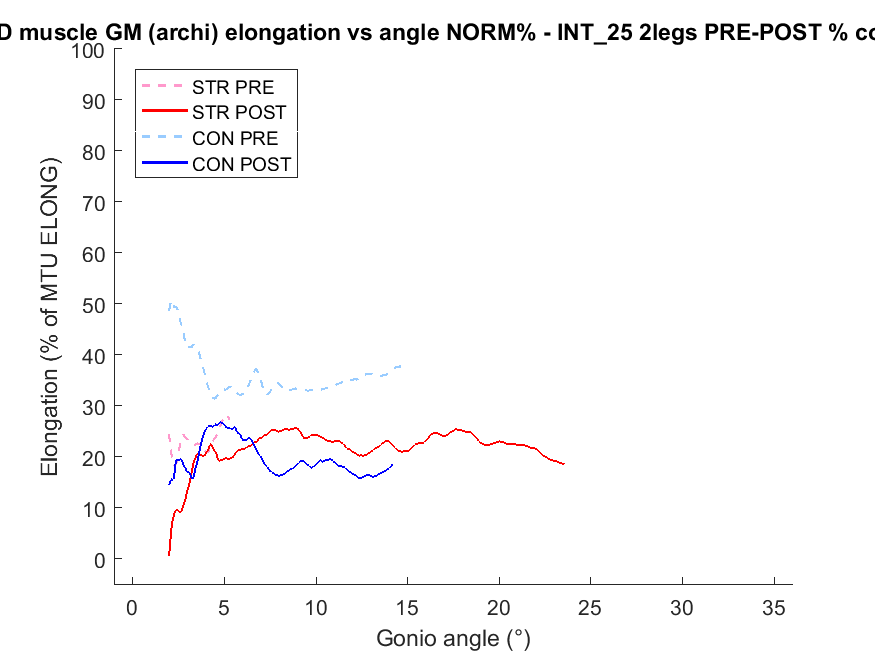 D muscle GM (archi) elongation vs angle NORM% - INT_25 2legs PRE-POST % co
100
90
80
70
60
50
40
30
20
10
0
Elongation (% of MTU ELONG)
STR PRE
STR POST
CON PRE
CON POST
0 5 10 15 20 25 30 35
Gonio angle (°)